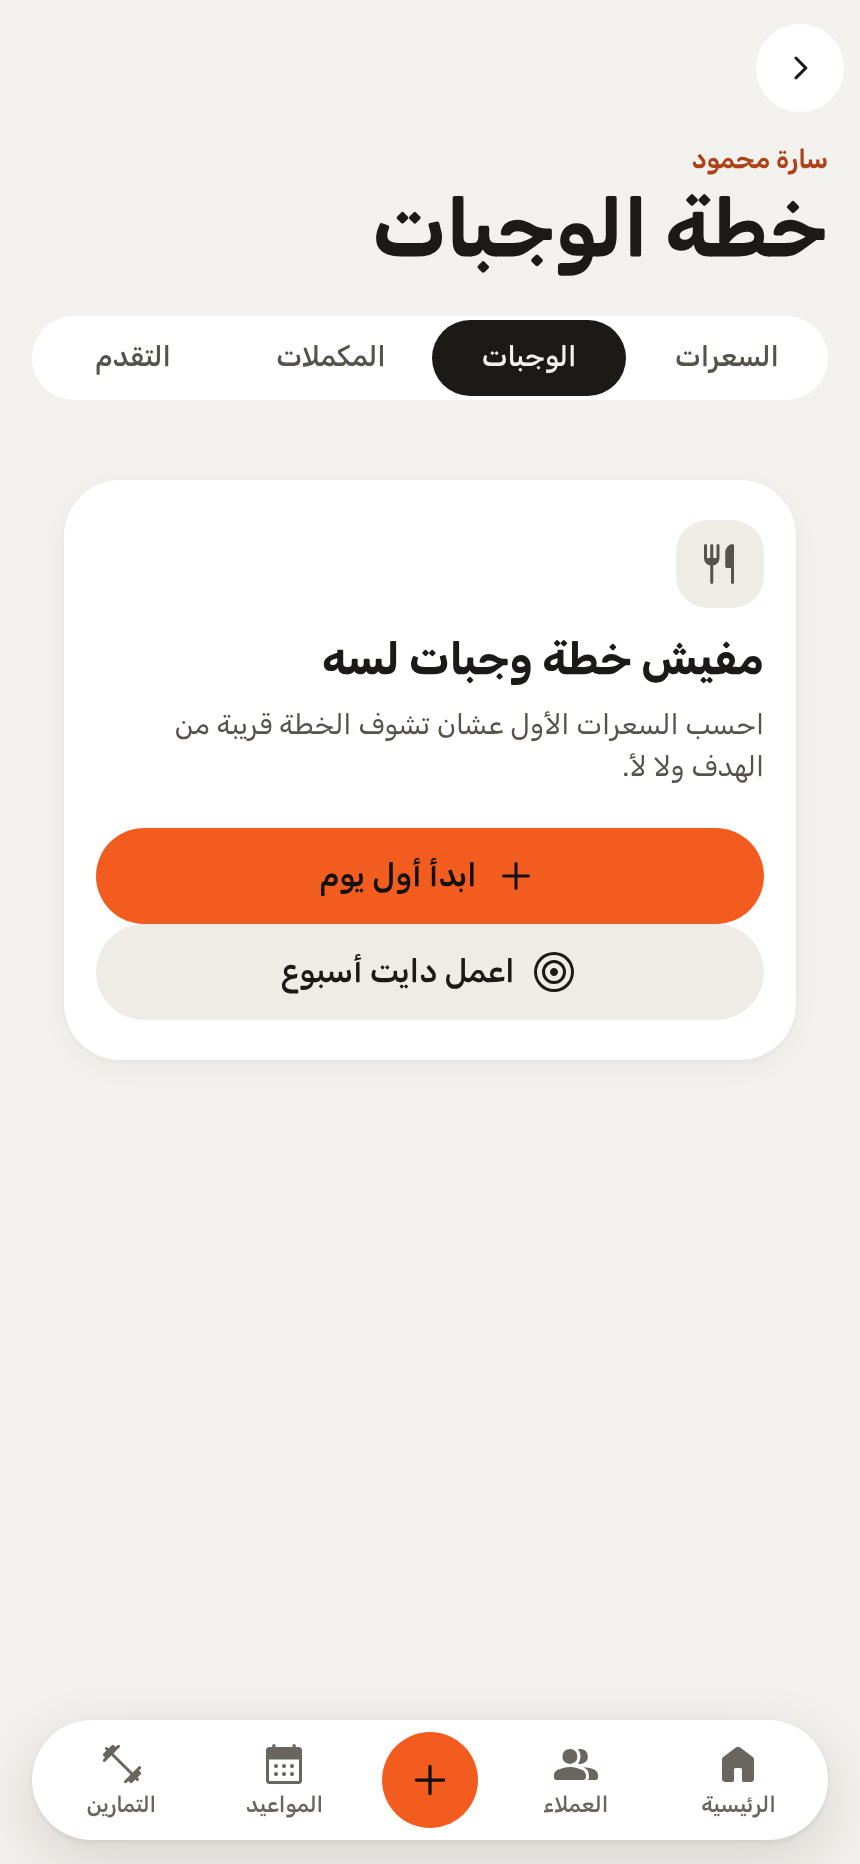 سارة محمود
خطة الوجبات
السعرات
الوجبات
المكملات
التقدم
مفيش خطة وجبات لسه
احسب السعرات الأول عشان تشوف الخطة قريبة من
الهدف ولا لأ.
ابدأ أول يوم
اعمل دايت أسبوع
الرئيسية
العملاء
المواعيد
التمارين